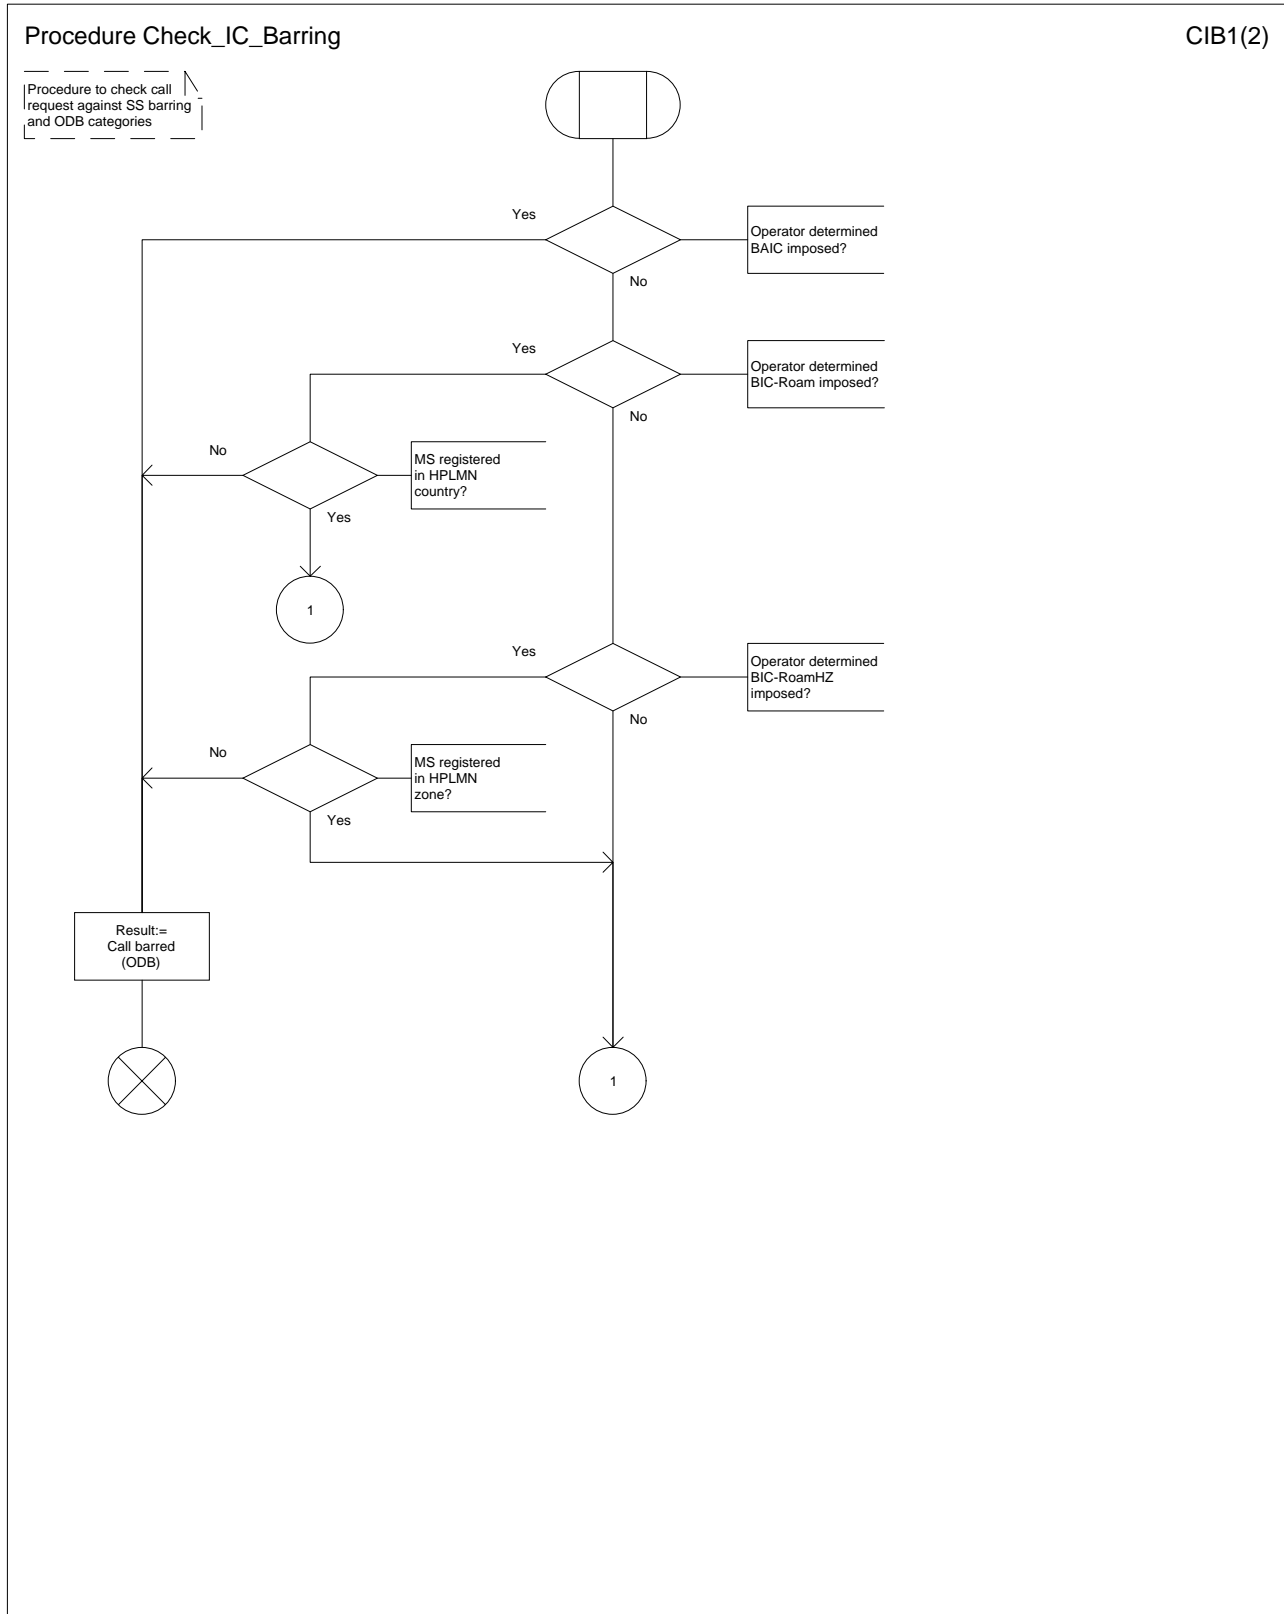 Procedure Check_IC_Barring
CIB1(2)
Procedure to check call
request against SS barring
and ODB categories
Yes
Operator determined
BAIC imposed?
No
Yes
Operator determined
BIC-Roam imposed?
No
No
MS registered
in HPLMN
country?
Yes
1
Yes
Operator determined
BIC-RoamHZ
imposed?
No
No
MS registered
in HPLMN
zone?
Yes
Result:=
Call barred
(ODB)
1